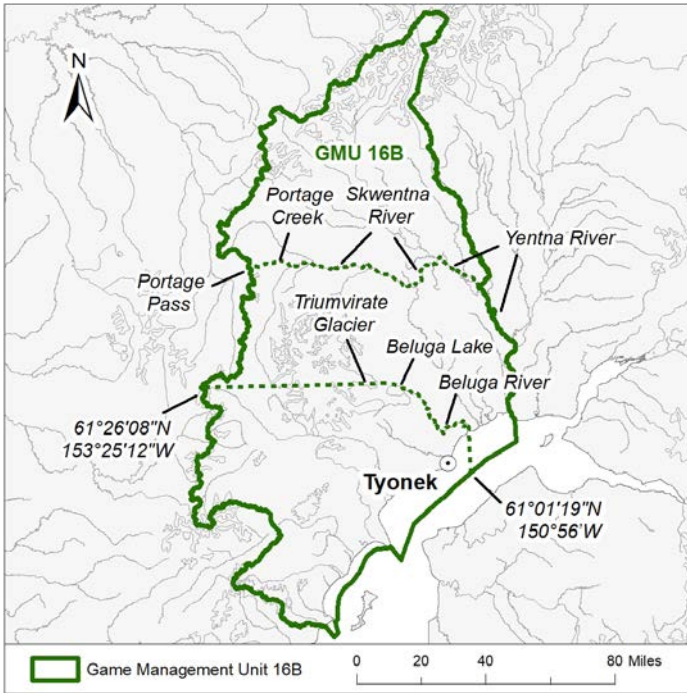 N
GMU 16B
Portage
Creek
Skwentna
River
Yentna River
Portage
Pass
Triumvirate
Glacier
Beluga Lake
Beluga River
61°26'08"N
153°25'12"W
Tyonek
61°01'19"N
150°56'W
Game Management Unit 16B
0 20 40 80 Miles